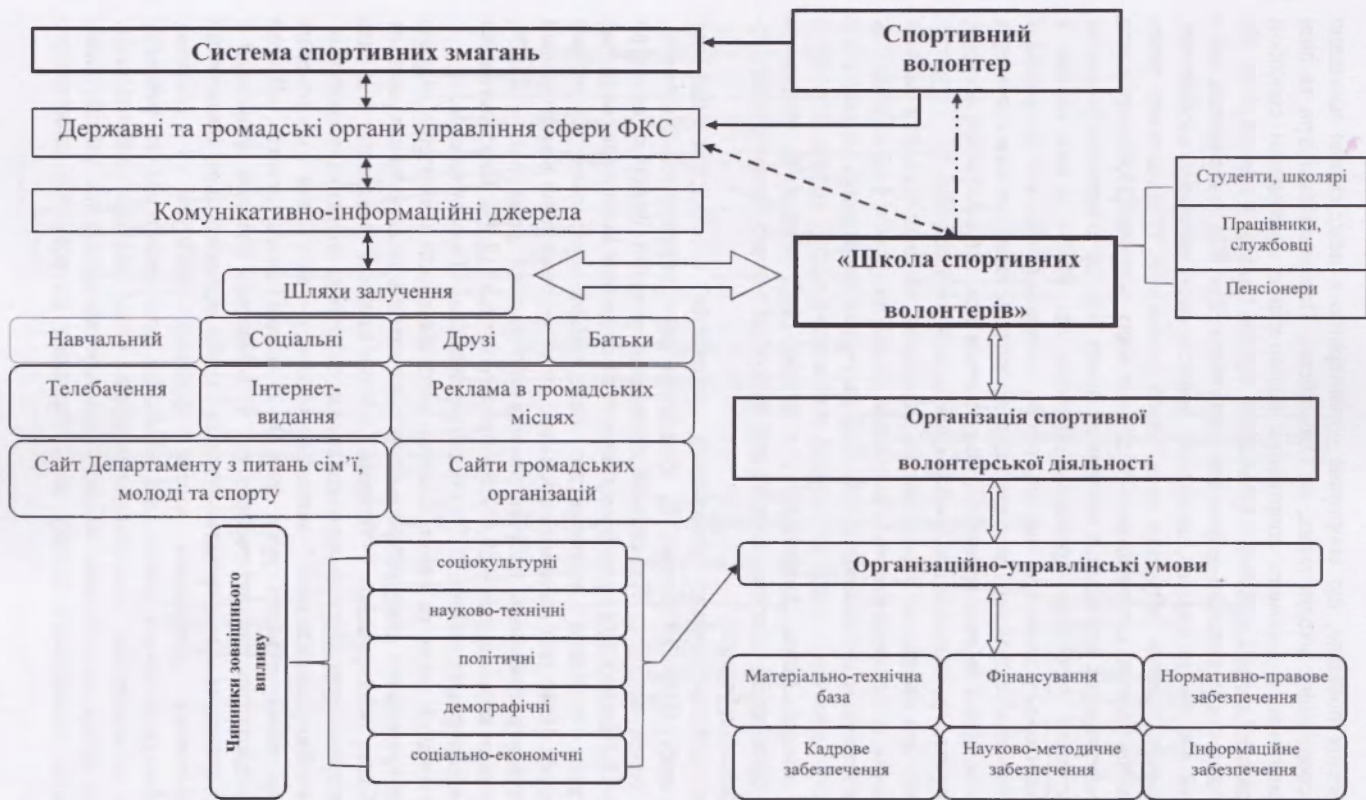 Система спортивних змагань
Спортивний
волонтер
Державні та громадські органи управління сфери ФКС
Комунікативно-інформаційні джерела
Шляхи залучення
«Школа спортивних
волонтерів»
Студенти, школярі
Працівники,
службовці
Пенсіонери
Навчальний
Соціальні
Друзі
Батьки
Телебачення
Інтернет-
видання
Реклама в громадських
місцях
Сайт Департаменту з питань сім’ї,
молоді та спорту
Сайти громадських
організацій
Організація спортивної
волонтерської діяльності
Організаційно-управлінські умови
Чинники зовнішнього
впливу
соціокультурні
науково-технічні
політичні
демографічні
соціально-економічні
Матеріально-технічна
база
Фінансування
Нормативно-правове
забезпечення
Кадрове
забезпечення
Науково-методичне
забезпечення
Інформаційне
забезпечення